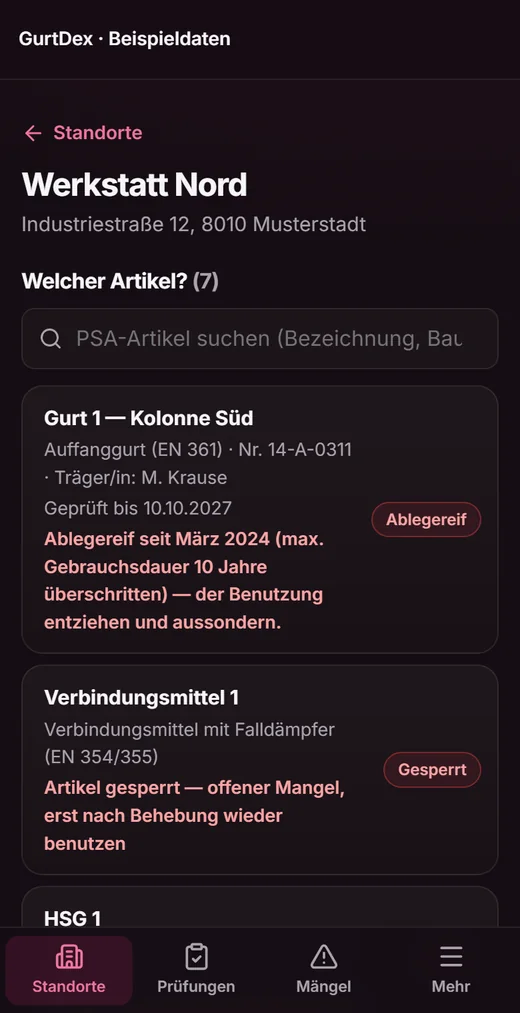 GurtDex · Beispieldaten
← Standorte
Werkstatt Nord
Industriestraße 12, 8010 Musterstadt
Welcher Artikel? (7)
PSA-Artikel suchen (Bezeichnung, Bau
Gurt 1 — Kolonne Süd
Auffanggurt (EN 361) · Nr. 14-A-0311
· Träger/in: M. Krause
Geprüft bis 10.10.2027
Ablegereif seit März 2024 (max.
Gebrauchsdauer 10 Jahre
überschritten) — der Benutzung
entziehen und aussondern.
Ablegereif
Verbindungsmittel 1
Verbindungsmittel mit Falldämpfer
(EN 354/355)
Artikel gesperrt — offener Mangel,
erst nach Behebung wieder
benutzen
Gesperrt
HSG 1
Standorte
Prüfungen
Mängel
Mehr